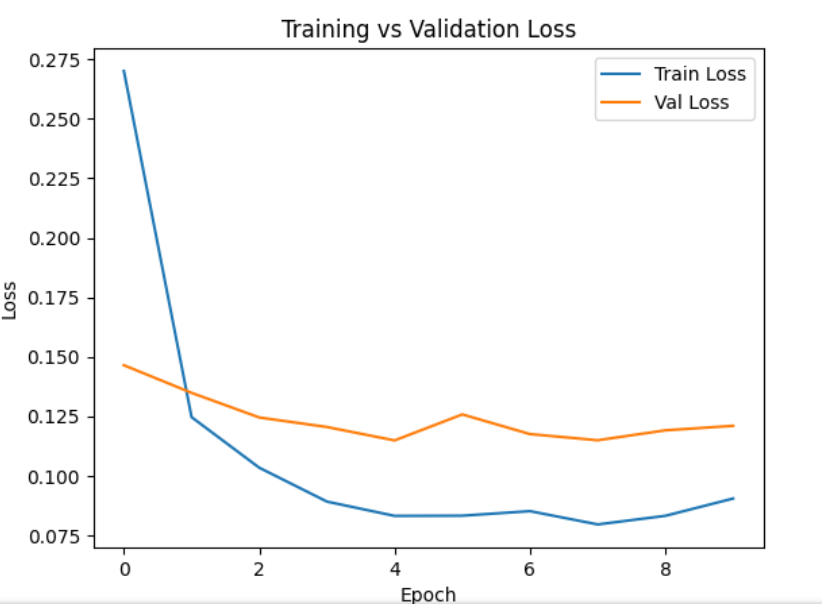 Training vs Validation Loss
Train Loss
Val Loss
0.275
0.250
0.225
0.200
0.175
0.150
0.125
0.100
0.075
Loss
0 2 4 6 8
Epoch